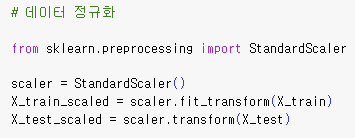 # 데이터 정규화
from sklearn.preprocessing import StandardScaler
scaler = StandardScaler()
X_train_scaled = scaler.fit_transform(X_train)
X_test_scaled = scaler.transform(X_test)